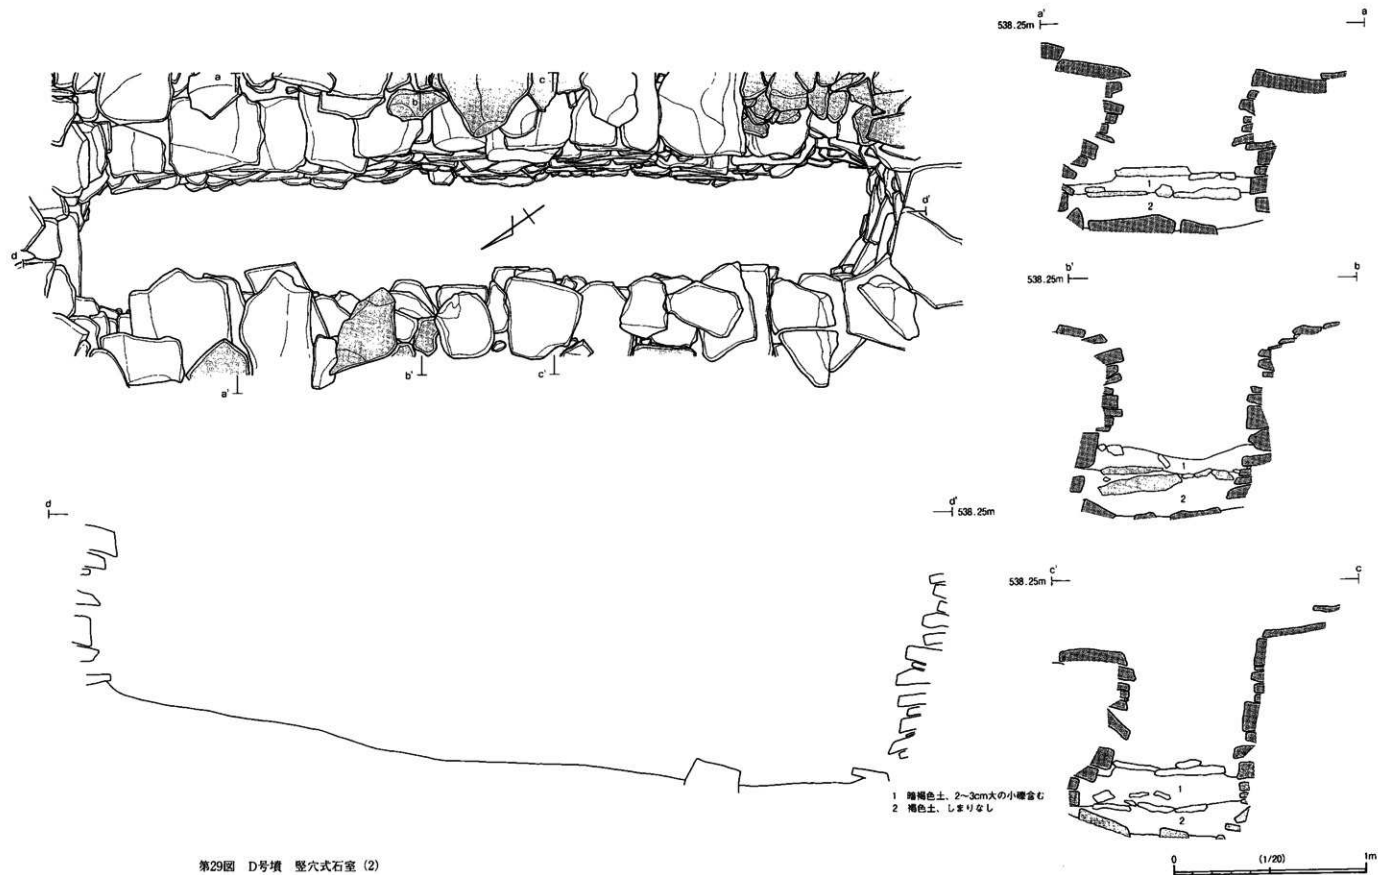 a
b
c
d
d'
a'
b'
c'
d
d'
538.25m
1 暗褐色土、2〜3cm大の小礫含む
2 褐色土、しまりなし
第29図 D号墳 竪穴式石室 (2)
a'
a
538.25m
1
2
b'
b
538.25m
1
2
c'
c
538.25m
1
2
0
(1/20)
1m